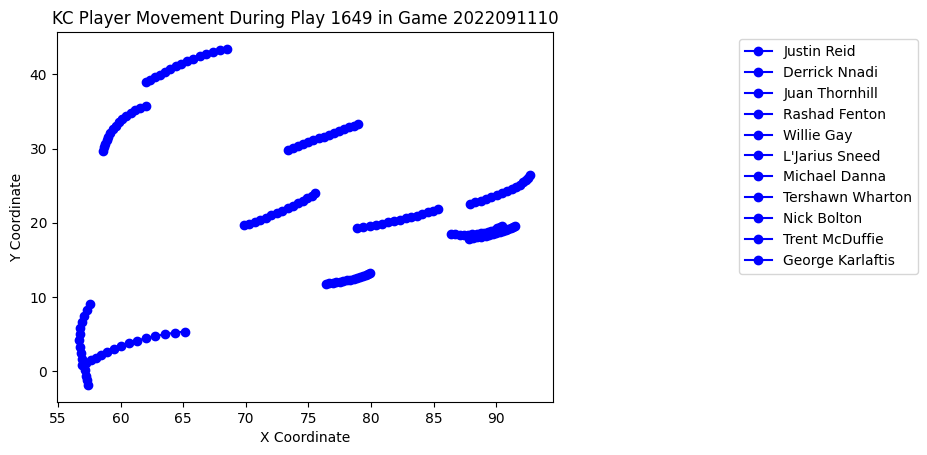 KC Player Movement During Play 1649 in Game 2022091110
Y Coordinate
40
30
20
10
0
55 60 65 70 75 80 85 90
X Coordinate
Justin Reid
Derrick Nnadi
Juan Thornhill
Rashad Fenton
Willie Gay
L'Jarius Sneed
Michael Danna
Tershawn Wharton
Nick Bolton
Trent McDuffie
George Karlaftis